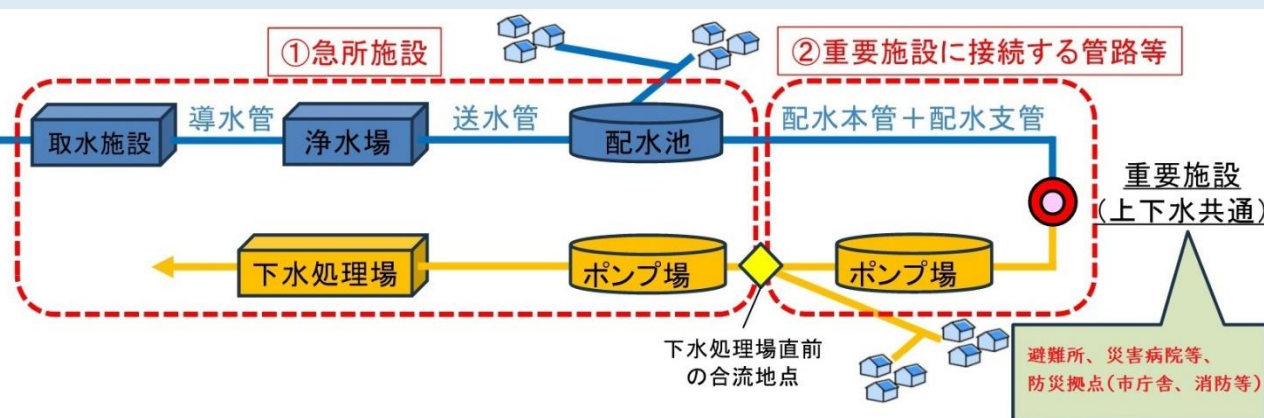 ①急所施設
②重要施設に接続する管路等
取水施設
導水管
浄水場
送水管
配水池
配水本管＋配水支管
重要施設
(上下水共通)
下水処理場
ポンプ場
ポンプ場
下水処理場直前
の合流地点
避難所、災害病院等、
防災拠点(市庁舎、消防等)